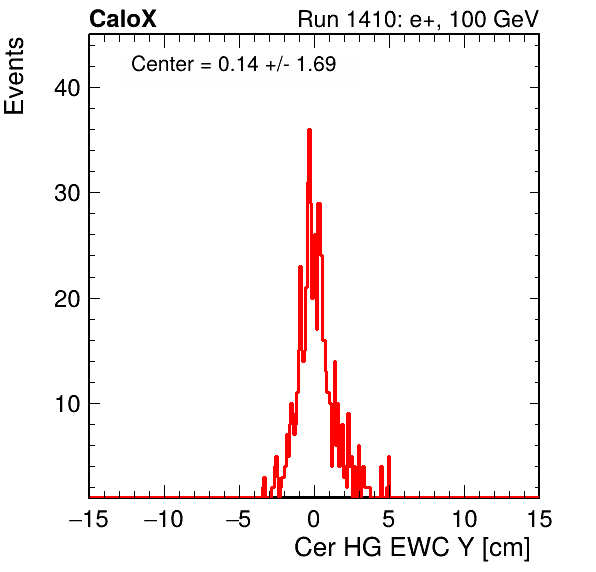 CaloX Run 1410: e+, 100 GeV
Events
Center = 0.14 +/- 1.69
40
30
20
10
−15 −10 −5 0 5 10 15
Cer HG EWC Y [cm]